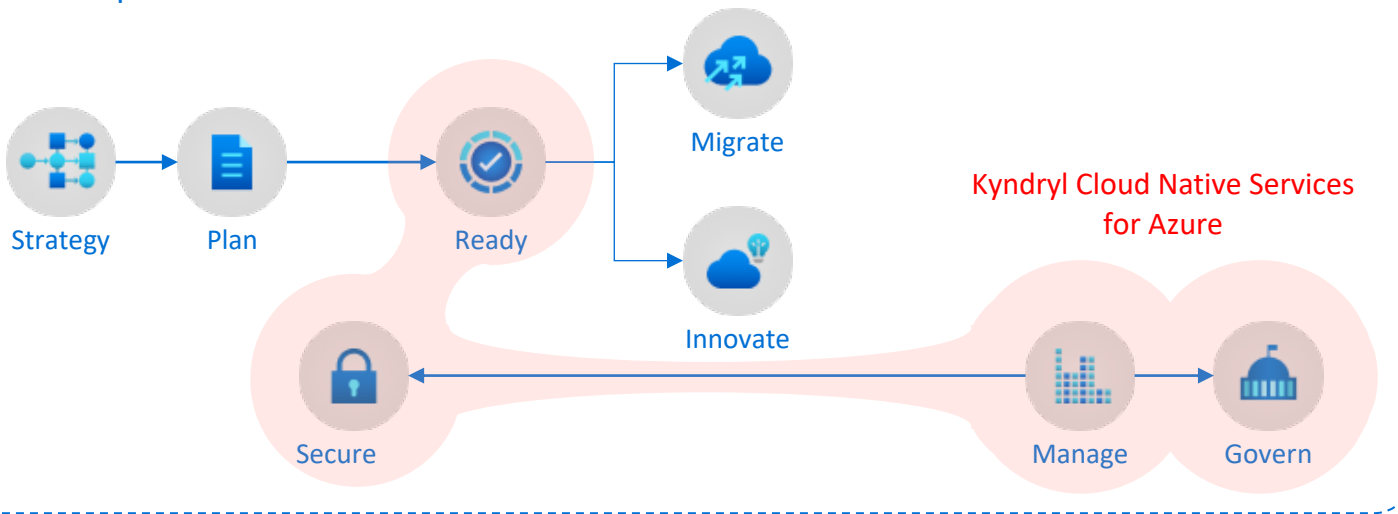 Migrate
Kyndryl Cloud Native Services
for Azure
Strategy
Plan
Ready
Innovate
Secure
Manage
Govern